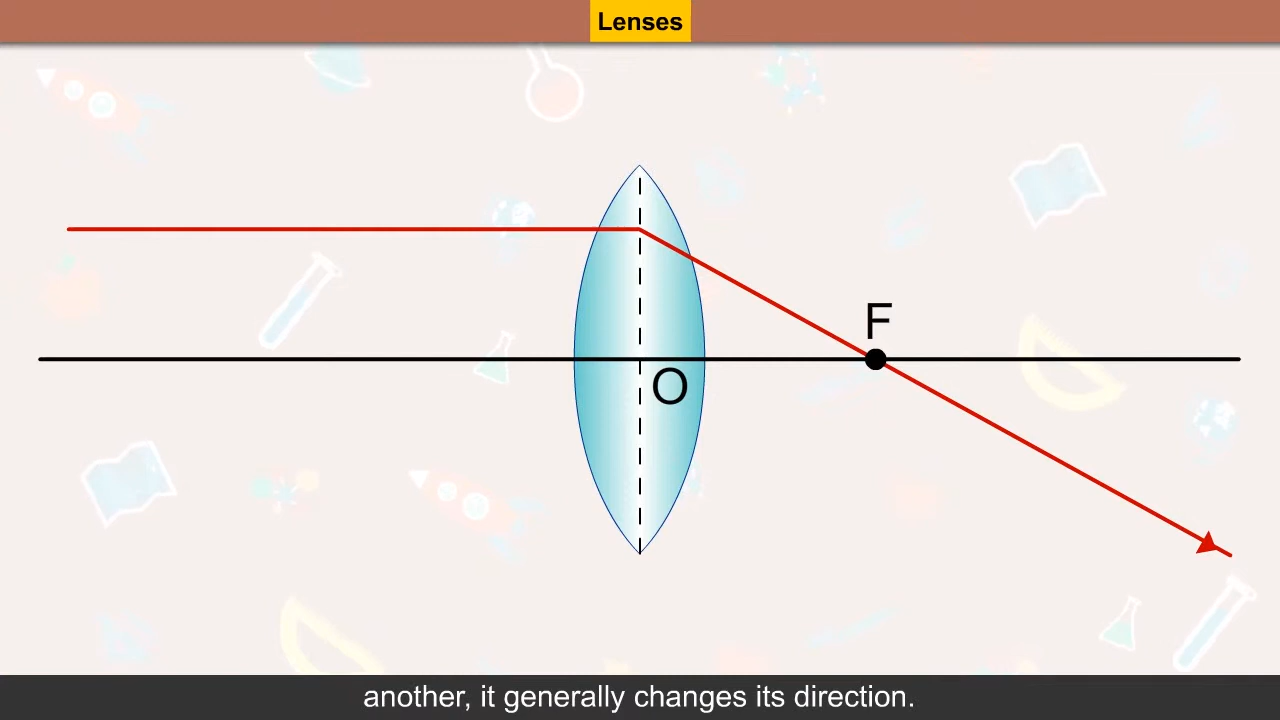 Lenses
F
O
another, it generally changes its direction.